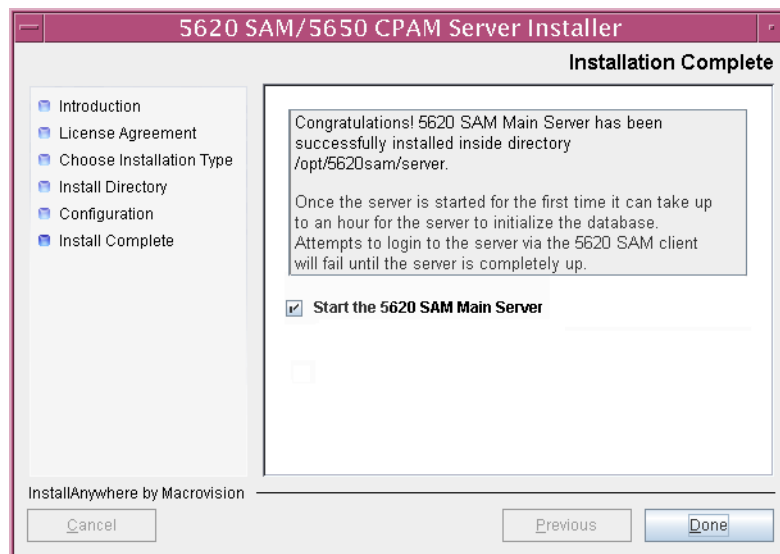 5620 SAM/5650 CPAM Server Installer
Installation Complete
Introduction
License Agreement
Choose Installation Type
Install Directory
Configuration
Install Complete
Congratulations! 5620 SAM Main Server has been
successfully installed inside directory
/opt/5620sam/server.
Once the server is started for the first time it can take up
to an hour for the server to initialize the database.
Attempts to login to the server via the 5620 SAM client
will fail until the server is completely up.
Start the 5620 SAM Main Server
InstallAnywhere by Macrovision
Cancel
Previous
Done